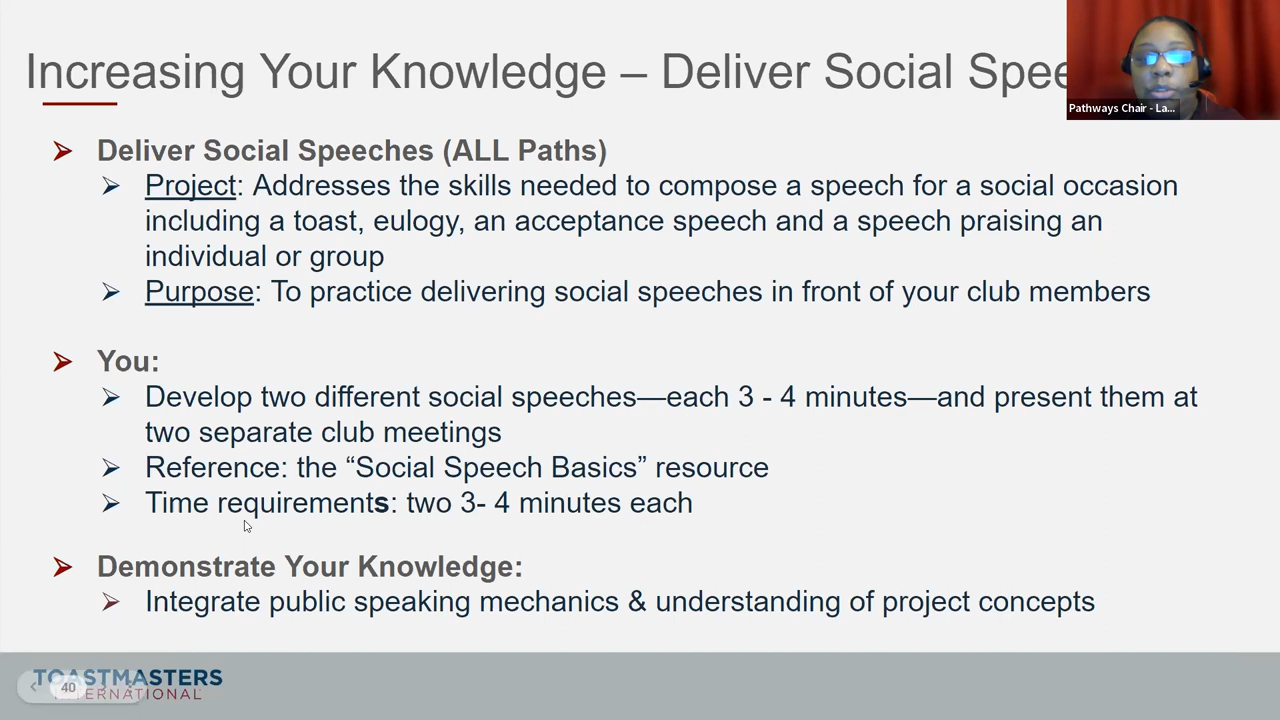 Increasing Your Knowledge – Deliver Social Spee
Pathways Chair - La...
➢ Deliver Social Speeches (ALL Paths)
➢ Project: Addresses the skills needed to compose a speech for a social occasion
including a toast, eulogy, an acceptance speech and a speech praising an
individual or group
➢ Purpose: To practice delivering social speeches in front of your club members
➢ You:
➢ Develop two different social speeches—each 3 - 4 minutes—and present them at
two separate club meetings
➢ Reference: the “Social Speech Basics” resource
➢ Time requirements: two 3- 4 minutes each
➢ Demonstrate Your Knowledge:
➢ Integrate public speaking mechanics & understanding of project concepts
TOASTMASTERS
INTERNATIONAL
40